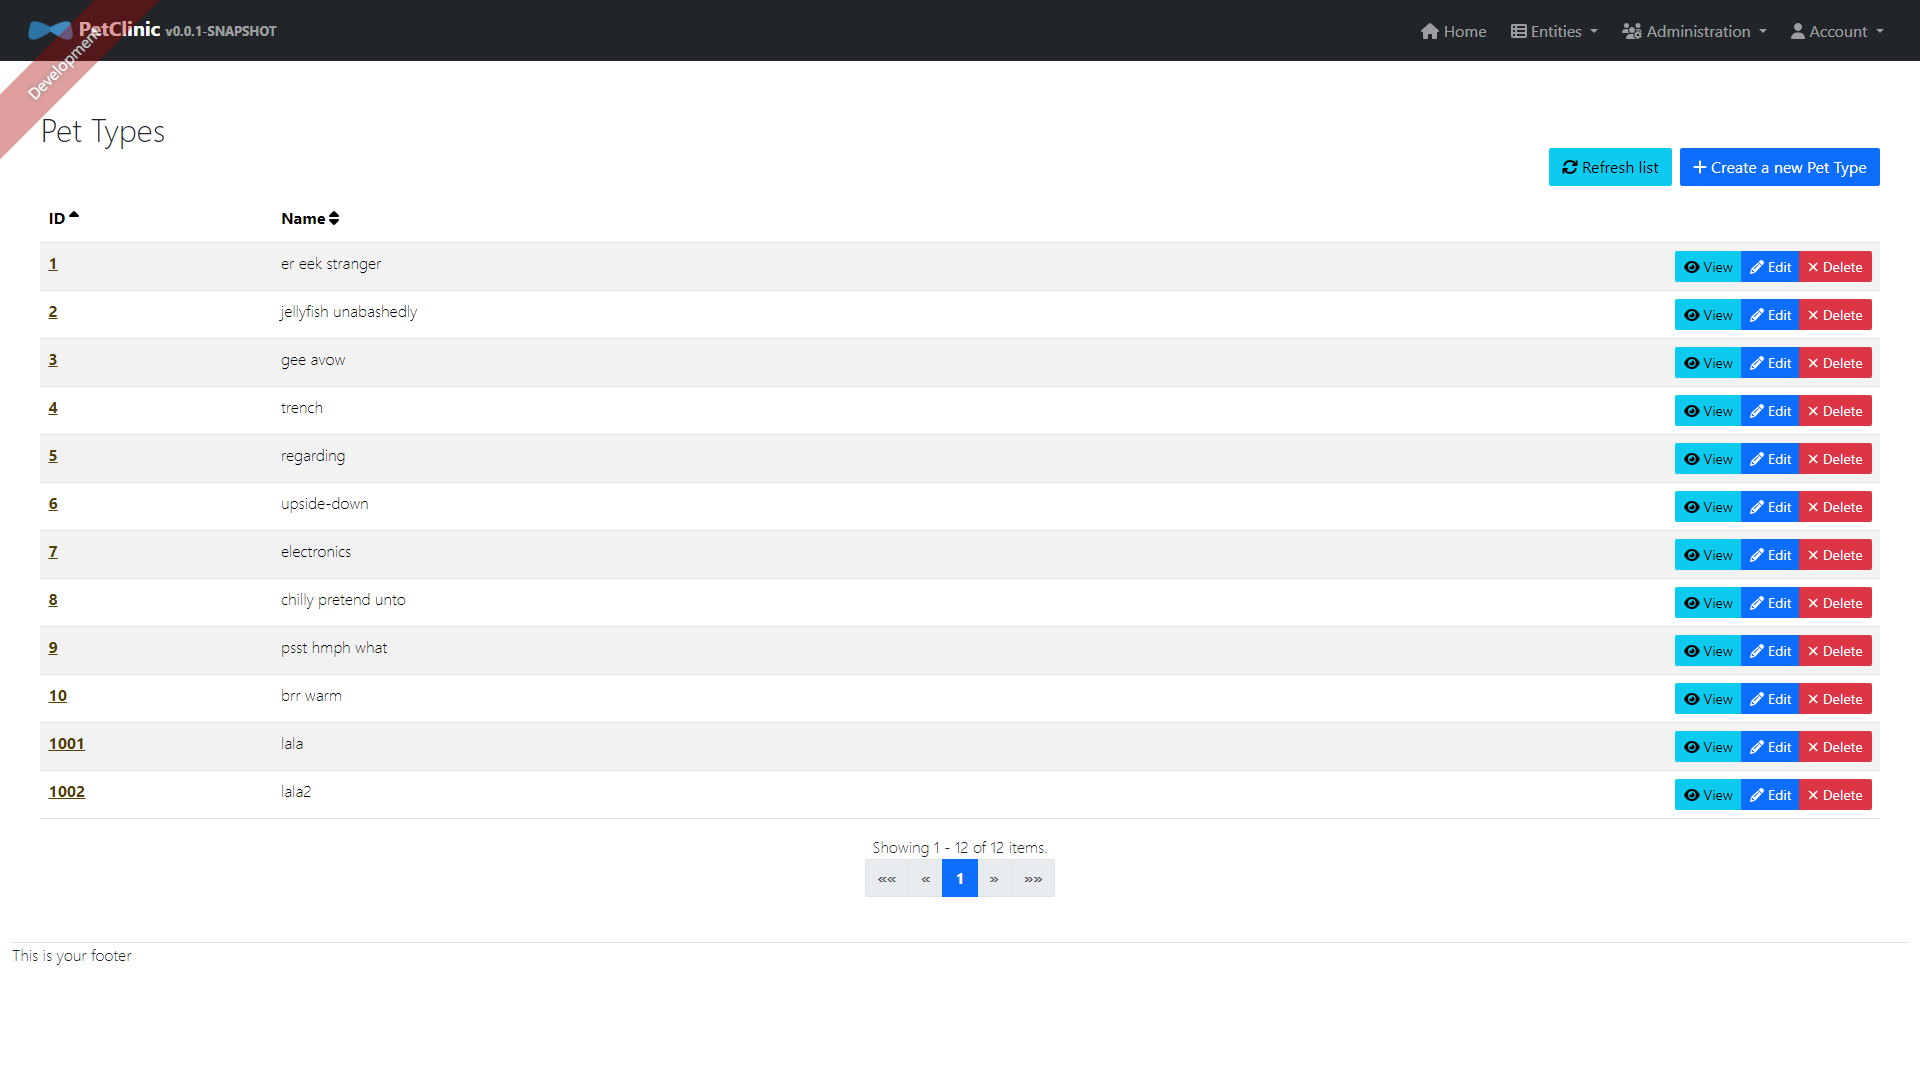 PetClinic v0.0.1-SNAPSHOT Home Entities Administration Account
Development
Pet Types
Refresh list Create a new Pet Type
ID Name
1 er eek stranger View Edit Delete
2 jellyfish unabashedly View Edit Delete
3 gee avow View Edit Delete
4 trench View Edit Delete
5 regarding View Edit Delete
6 upside-down View Edit Delete
7 electronics View Edit Delete
8 chilly pretend unto View Edit Delete
9 psst hmph what View Edit Delete
10 brr warm View Edit Delete
1001 lala View Edit Delete
1002 lala2 View Edit Delete
Showing 1 - 12 of 12 items.
«« « 1 » »»
This is your footer